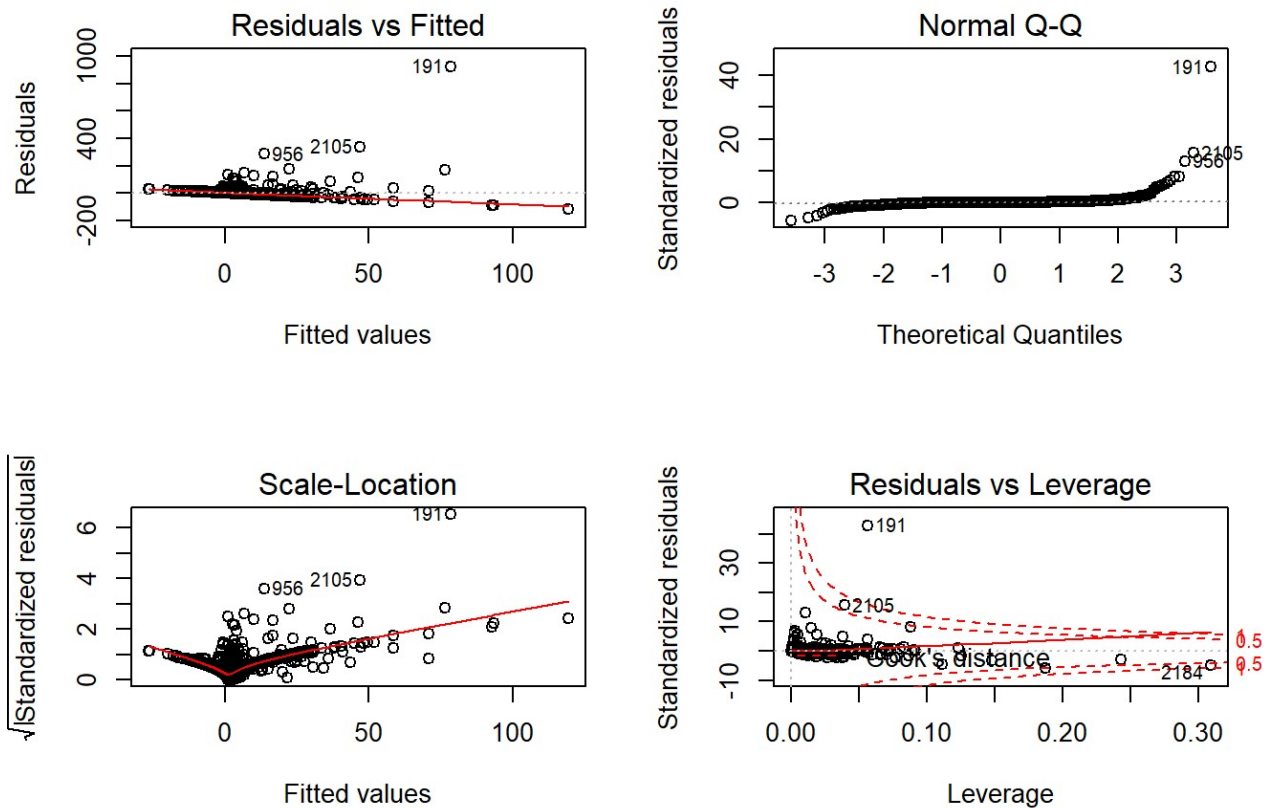 Residuals vs Fitted
Residuals
1000
400
-200
191
2105
956
0 50 100
Fitted values
Normal Q-Q
Standardized residuals
40
20
0
191
2105
956
-3 -2 -1 0 1 2 3
Theoretical Quantiles
Scale-Location
√|Standardized residuals|
6
4
2
0
191
2105
956
0 50 100
Fitted values
Residuals vs Leverage
Standardized residuals
30
10
-10
191
2105
Cook's distance
2184
1
0.5
0.5
1
0.00 0.10 0.20 0.30
Leverage